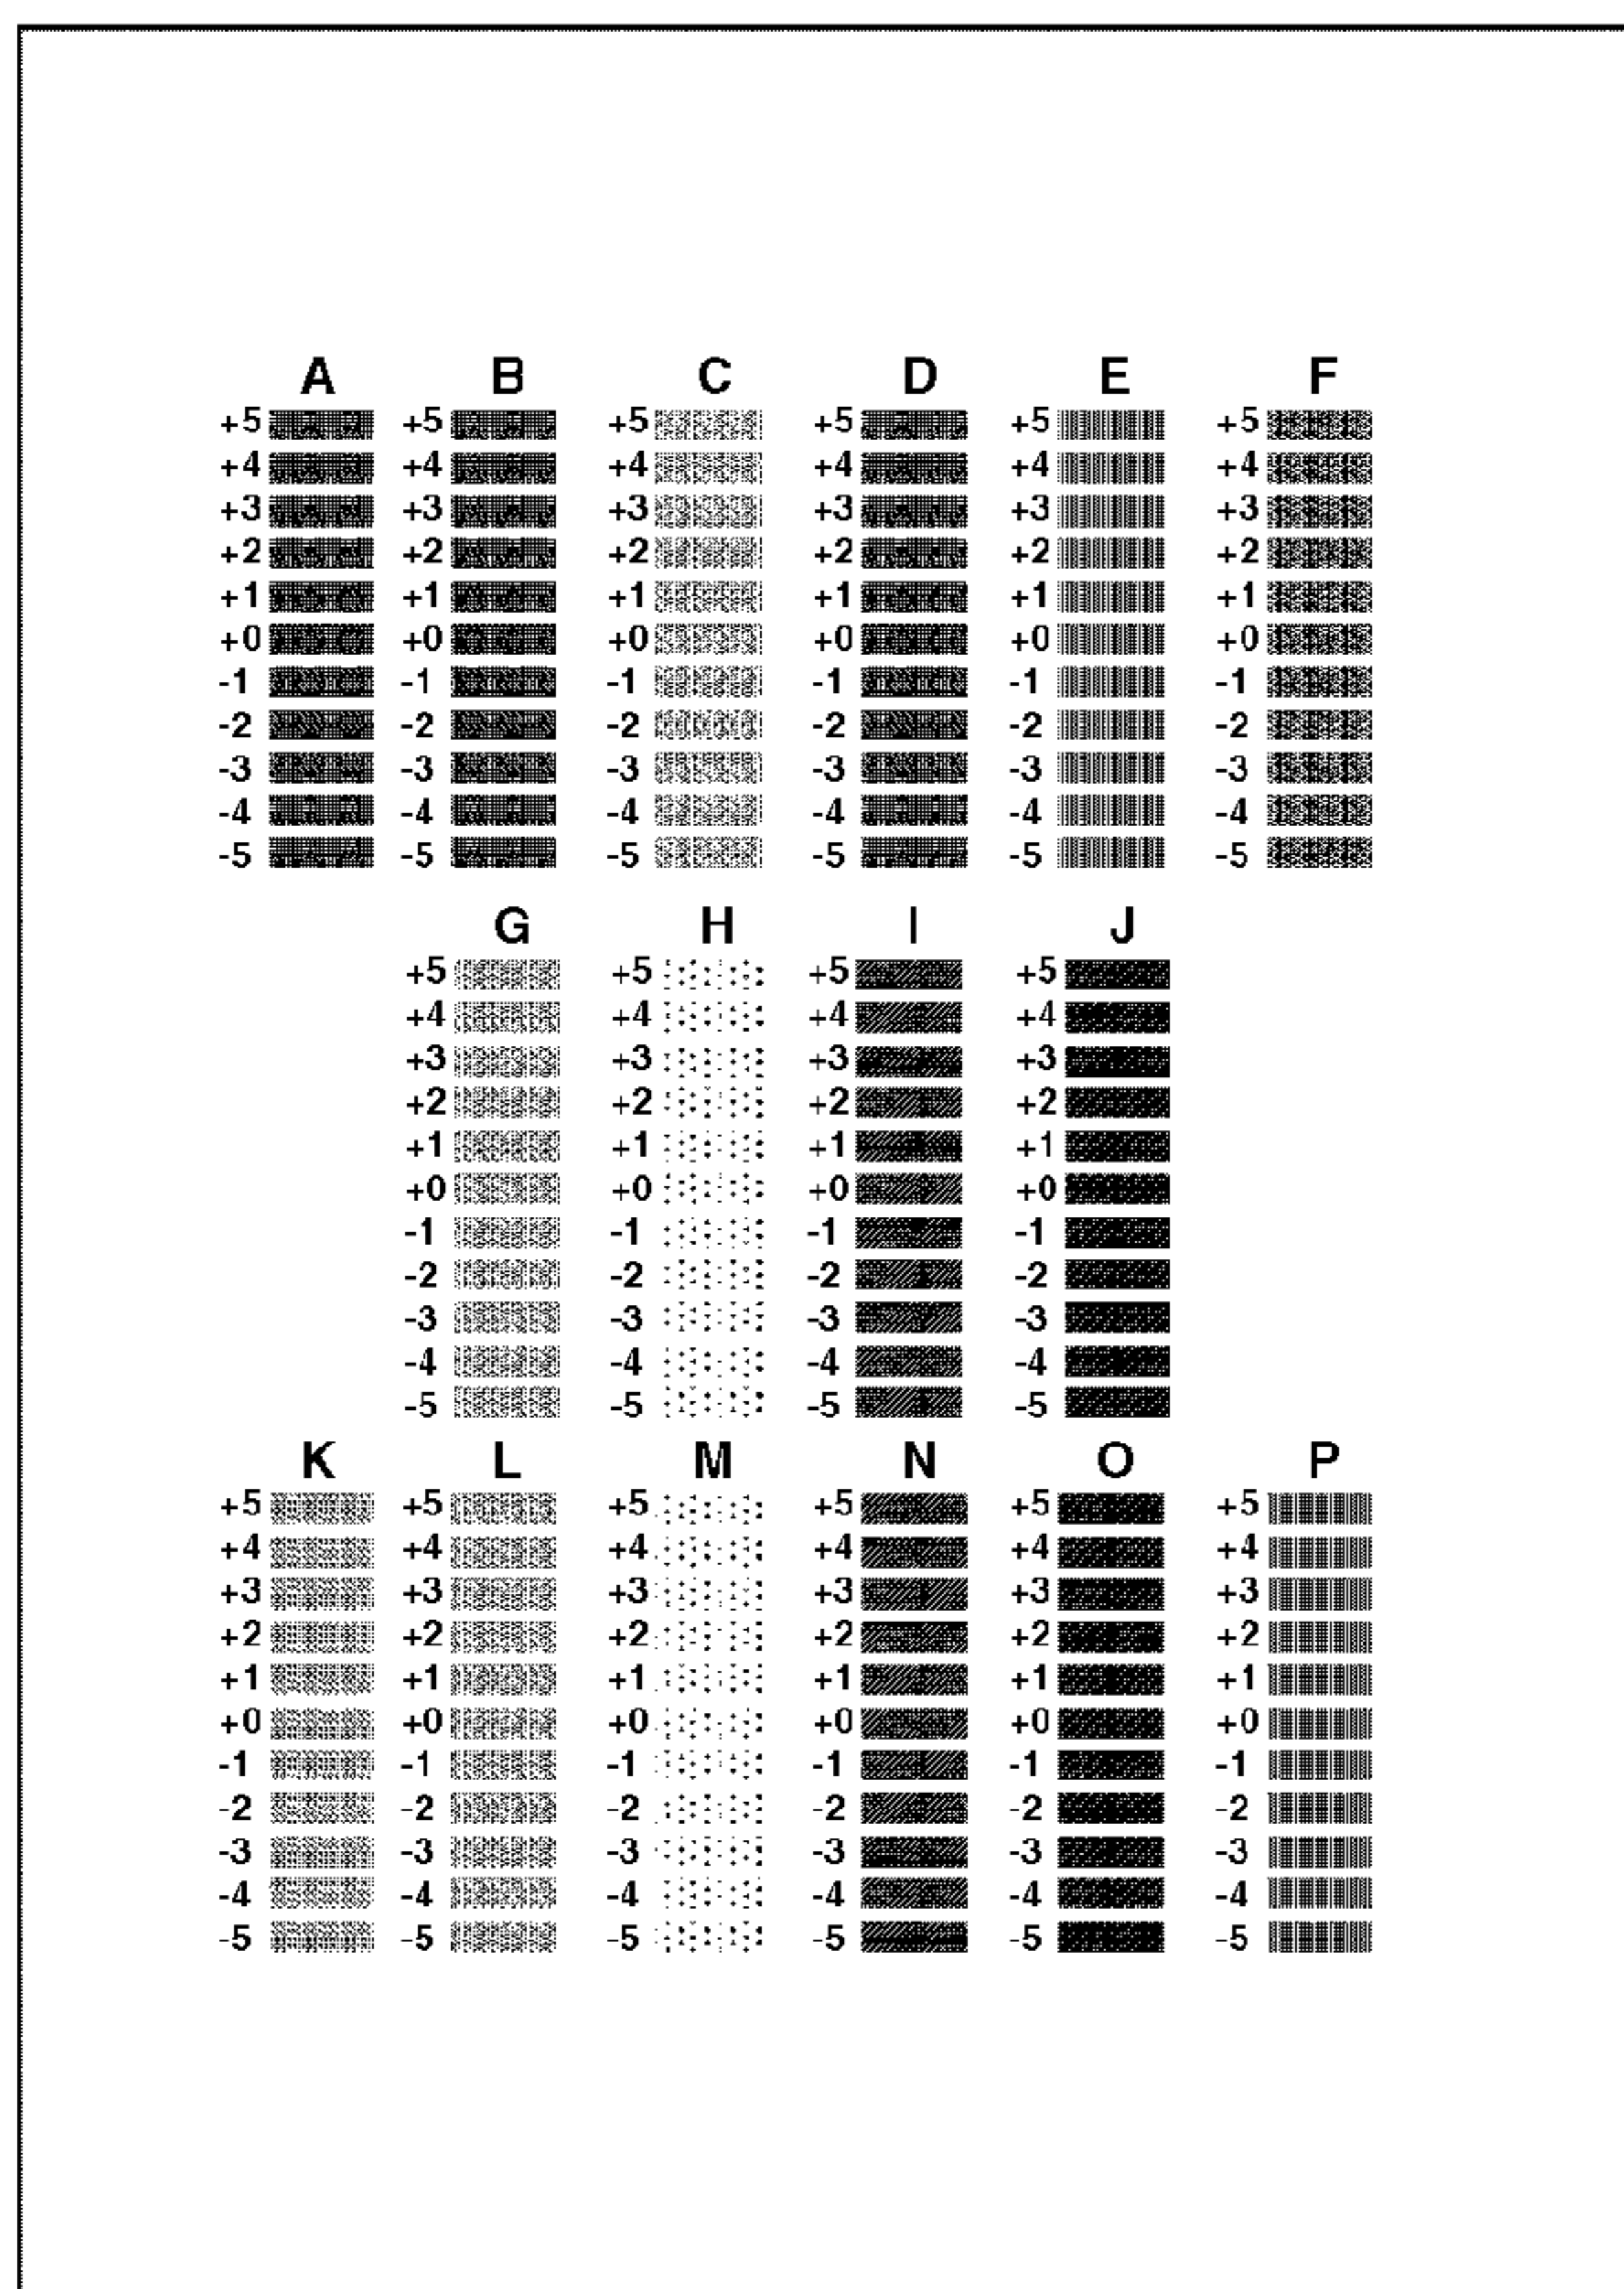 A B C D E F
+5 +5 +5 +5 +5 +5
+4 +4 +4 +4 +4 +4
+3 +3 +3 +3 +3 +3
+2 +2 +2 +2 +2 +2
+1 +1 +1 +1 +1 +1
+0 +0 +0 +0 +0 +0
-1 -1 -1 -1 -1 -1
-2 -2 -2 -2 -2 -2
-3 -3 -3 -3 -3 -3
-4 -4 -4 -4 -4 -4
-5 -5 -5 -5 -5 -5
G H I J
+5 +5 +5 +5
+4 +4 +4 +4
+3 +3 +3 +3
+2 +2 +2 +2
+1 +1 +1 +1
+0 +0 +0 +0
-1 -1 -1 -1
-2 -2 -2 -2
-3 -3 -3 -3
-4 -4 -4 -4
-5 -5 -5 -5
K L M N O P
+5 +5 +5 +5 +5 +5
+4 +4 +4 +4 +4 +4
+3 +3 +3 +3 +3 +3
+2 +2 +2 +2 +2 +2
+1 +1 +1 +1 +1 +1
+0 +0 +0 +0 +0 +0
-1 -1 -1 -1 -1 -1
-2 -2 -2 -2 -2 -2
-3 -3 -3 -3 -3 -3
-4 -4 -4 -4 -4 -4
-5 -5 -5 -5 -5 -5